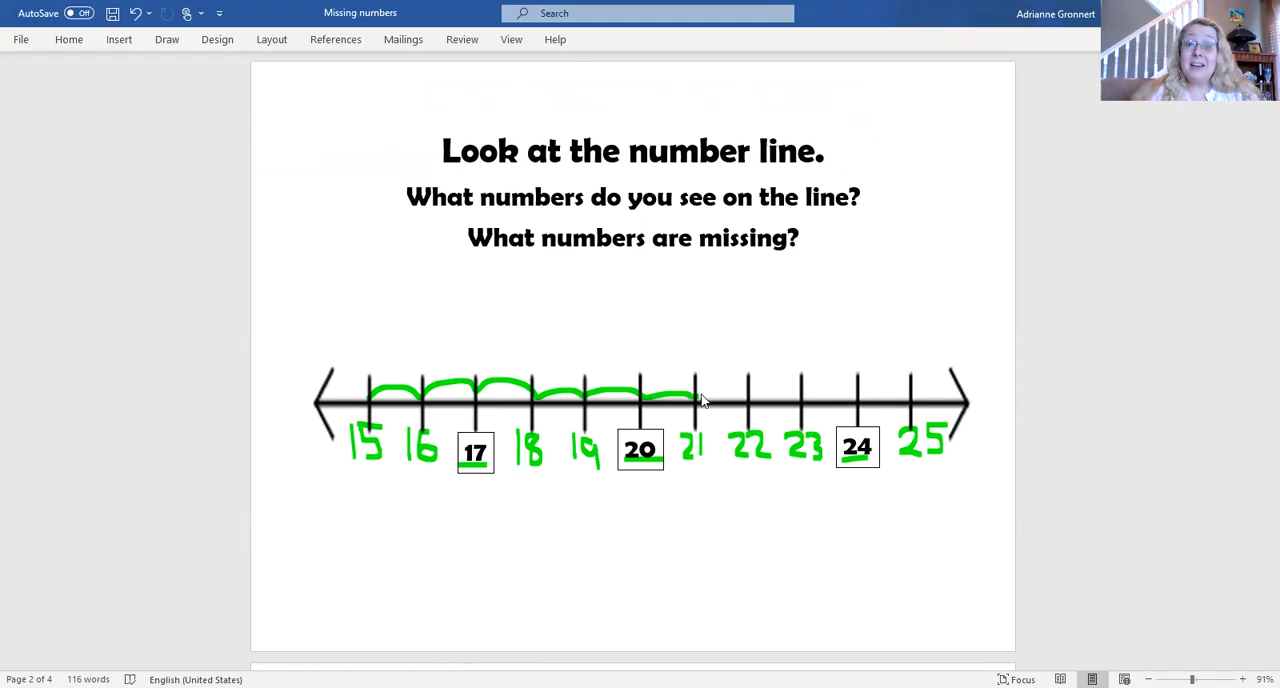 AutoSave Off Missing numbers Search Adrianne Gronnert
File Home Insert Draw Design Layout References Mailings Review View Help
Look at the number line.
What numbers do you see on the line?
What numbers are missing?
15 16 17 18 19 20 21 22 23 24 25
Page 2 of 4 116 words English (United States) Focus 91%